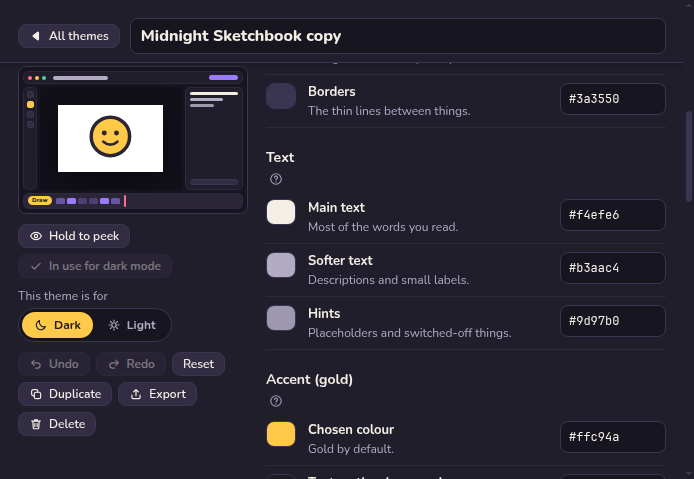 All themes
Midnight Sketchbook copy
Draw
Hold to peek
In use for dark mode
This theme is for
Dark
Light
Undo
Redo
Reset
Duplicate
Export
Delete
Borders
The thin lines between things.
#3a3550
Text
Main text
Most of the words you read.
#f4efe6
Softer text
Descriptions and small labels.
#b3aac4
Hints
Placeholders and switched-off things.
#9d97b0
Accent (gold)
Chosen colour
Gold by default.
#ffc94a